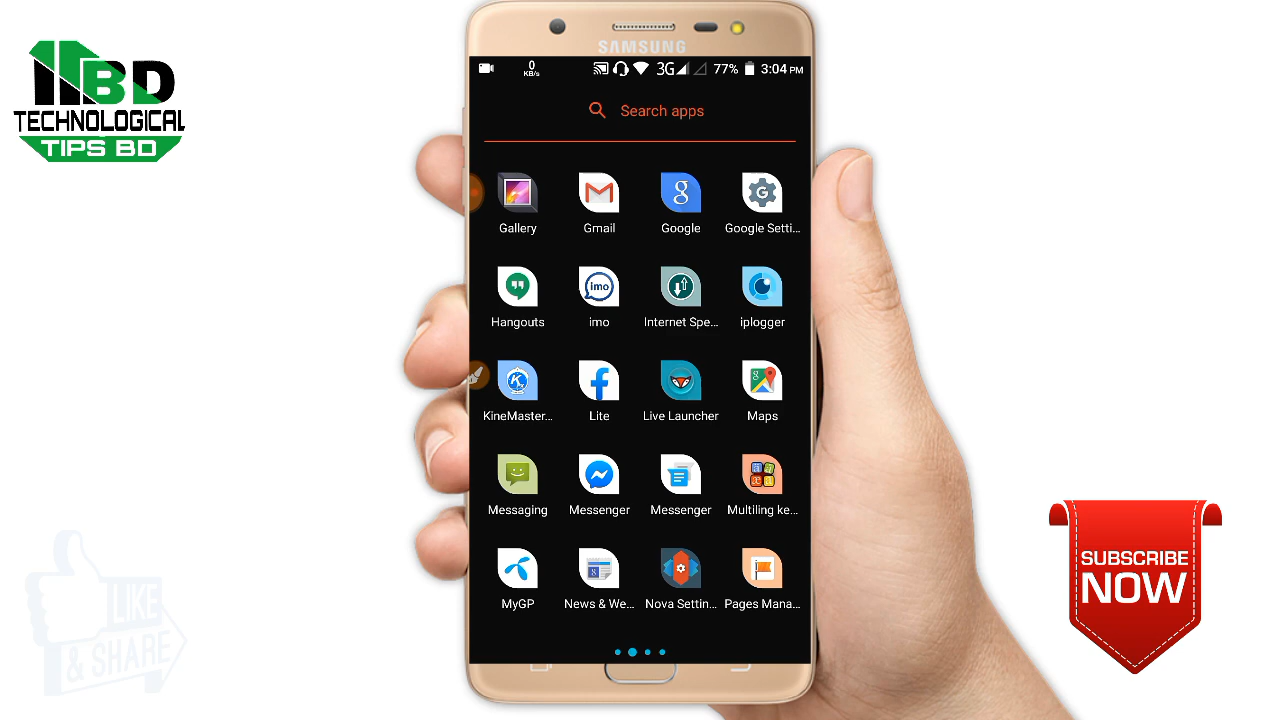 SAMSUNG
0
KB/s
3G
77%
3:04 PM
Search apps
Gallery
Gmail
Google
Google Setti...
Hangouts
imo
Internet Spe...
iplogger
KineMaster...
Lite
Live Launcher
Maps
Messaging
Messenger
Messenger
Multiling ke...
MyGP
News & We...
Nova Settin...
Pages Mana...
BD
TECHNOLOGICAL
TIPS BD
LIKE
& SHARE
SUBSCRIBE
NOW